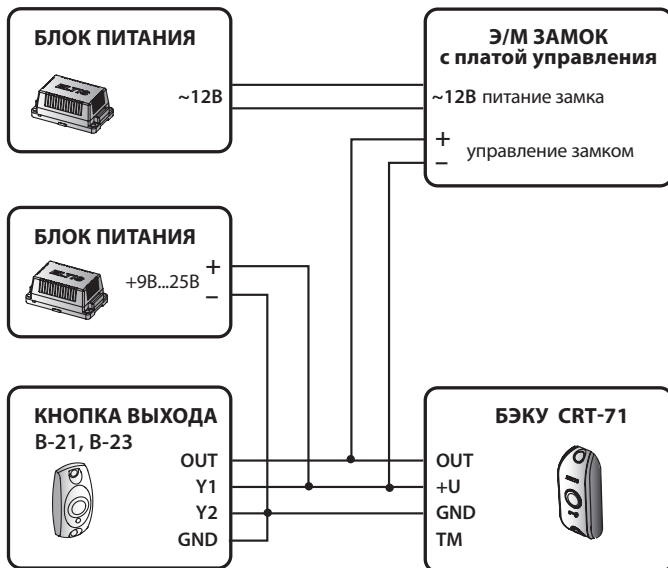 БЛОК ПИТАНИЯ
~12В
Э/М ЗАМОК
с платой управления
~12В питание замка
+
управление замком
–
БЛОК ПИТАНИЯ
+9В...25В
+
–
КНОПКА ВЫХОДА
В-21, В-23
OUT
Y1
Y2
GND
БЭКУ CRT-71
OUT
+U
GND
TM